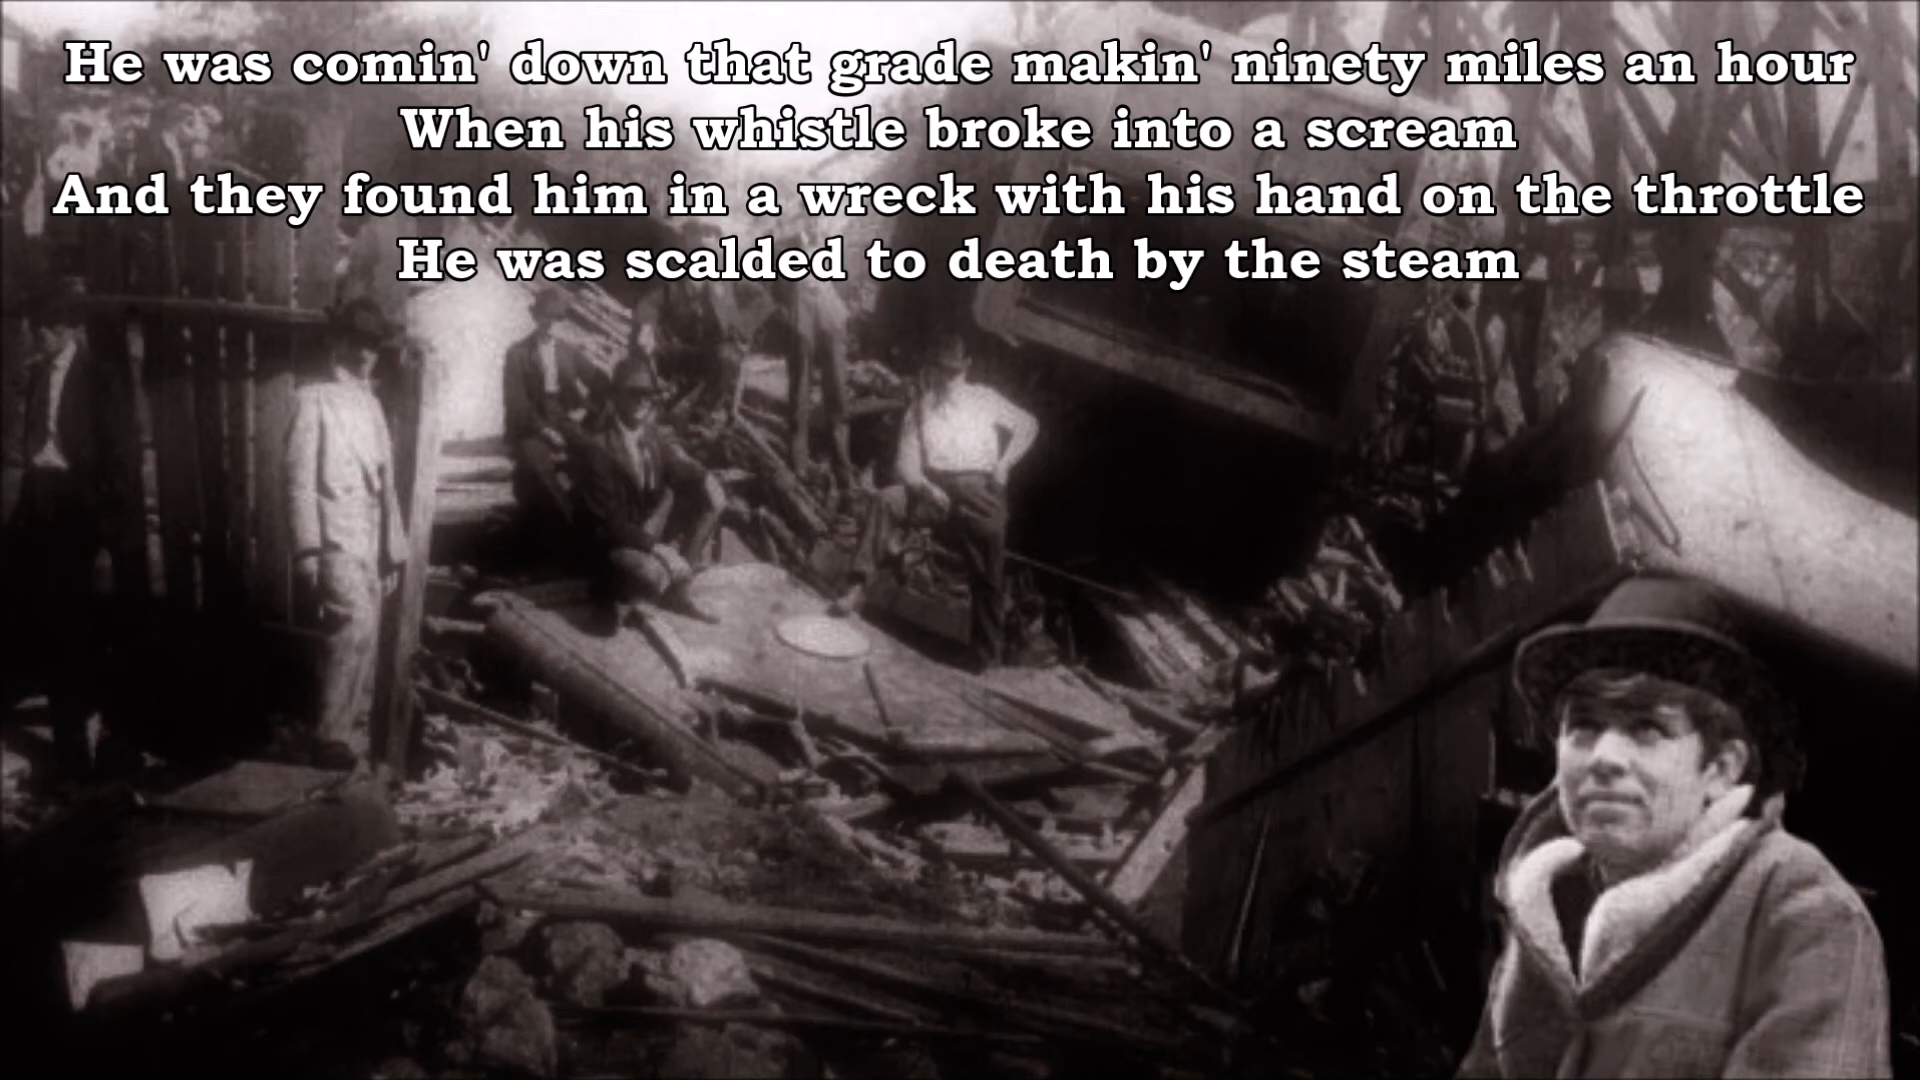 He was comin' down that grade makin' ninety miles an hour
When his whistle broke into a scream
And they found him in a wreck with his hand on the throttle
He was scalded to death by the steam